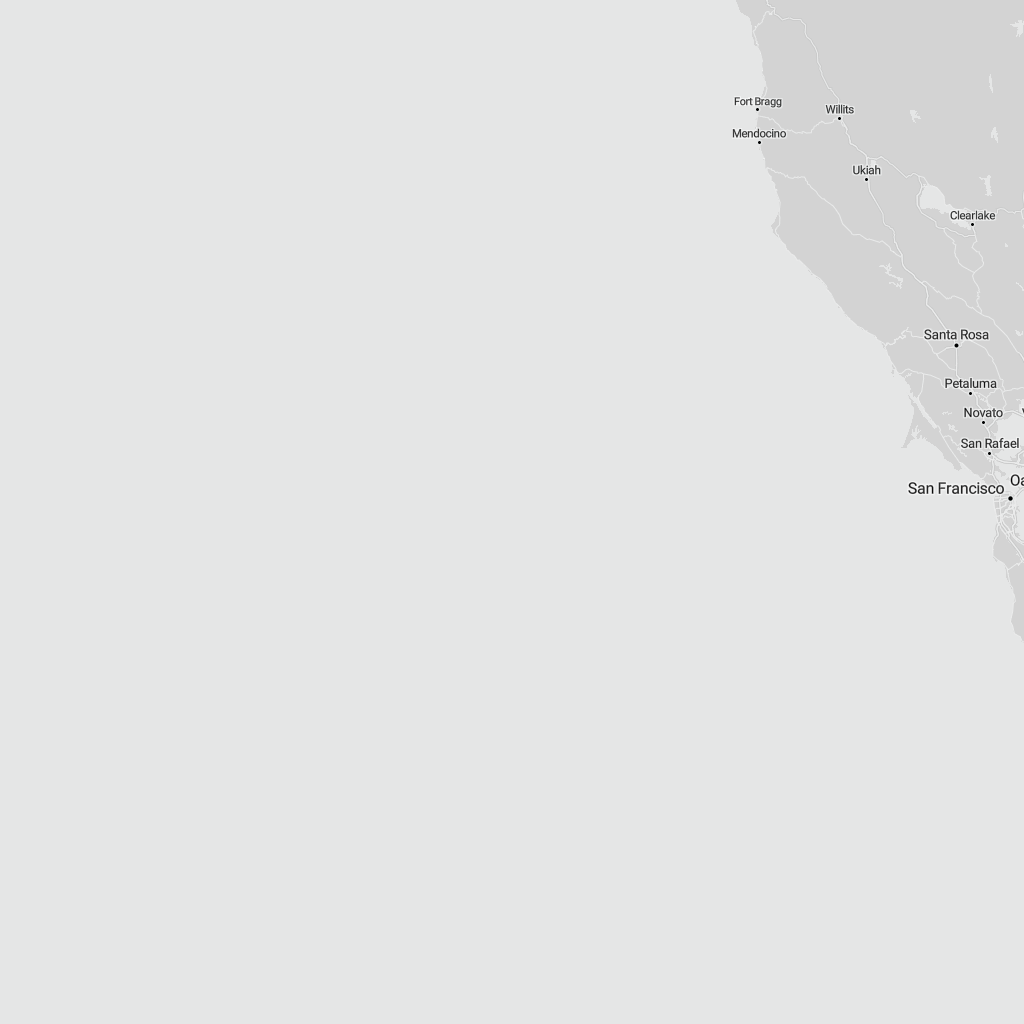 Fort Bragg
Willits
Mendocino
Ukiah
Clearlake
Santa Rosa
Petaluma
Novato
San Rafael
Oa
San Francisco